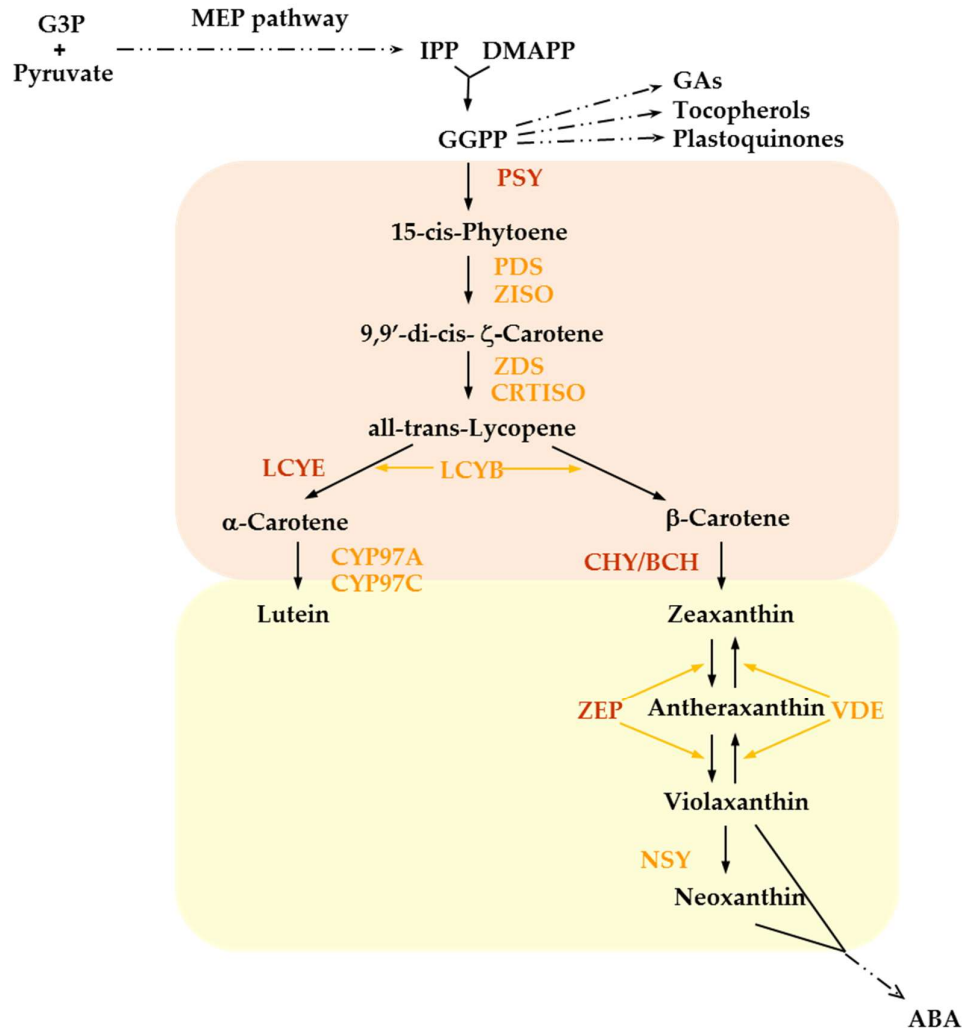 MEP pathway
G3P
+
Pyruvate
IPP DMAPP
GAs
Tocopherols
Plastoquinones
GGPP
PSY
15-cis-Phytoene
PDS
ZISO
9,9’-di-cis- ζ-Carotene
ZDS
CRTISO
all-trans-Lycopene
LCYE LCYB
α-Carotene β-Carotene
CYP97A
CYP97C
CHY/BCH
Lutein Zeaxanthin
ZEP Antheraxanthin VDE
Violaxanthin
NSY
Neoxanthin
ABA